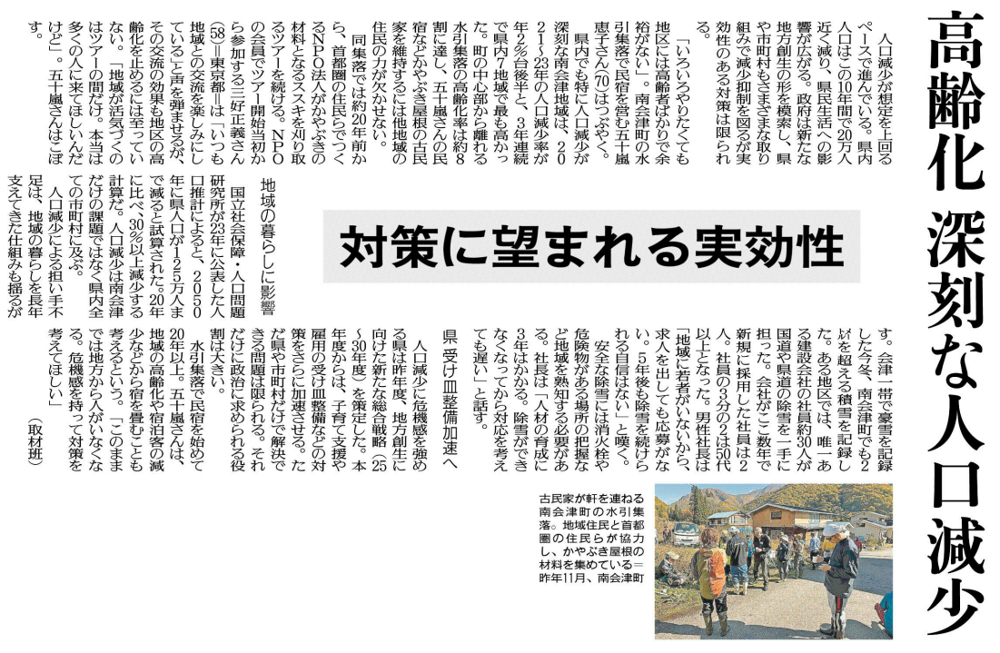 高齢化 深刻な人口減少
対策に望まれる実効性
人口減少が想定を上回る
ペースで進んでいる。県内
人口はこの10年間で20万人
近く減り、県民生活への影
響が広がる。政府は新たな
地方創生の形を模索し、県
や市町村もさまざまな取り
組みで減少抑制を図るが実
効性のある対策は限られ
る。
「いろいろやりたくても
地区には高齢者ばかりで余
裕がない」。南会津町の水
引集落で民宿を営む五十嵐
恵子さん(70)はつぶやく。
県内でも特に人口減少が
深刻な南会津地域は、20
21～23年の人口減少率が
年2％台後半と、3年連続
で県内7地域で最も高かっ
た。町の中心部から離れる
水引集落の高齢化率は約8
割に達し、五十嵐さんの民
宿などかやぶき屋根の古民
家を維持するには他地域の
住民の力が欠かせない。
同集落では約20年前か
ら、首都圏の住民らでつく
るNPO法人がかやぶきの
材料となるススキを刈り取
るツアーを続ける。NPO
の会員でツアー開始当初か
ら参加する三好正義さん
(58)＝東京都＝は「いつも
地域との交流を楽しみにし
ている」と声を弾ませるが、
その交流の効果も地区の高
齢化を止めるには至ってい
ない。「地域が活気づくの
はツアーの間だけ。本当は
多くの人に来てほしいんだ
けど」。五十嵐さんはこぼ
す。
地域の暮らしに影響
国立社会保障・人口問題
研究所が23年に公表した人
口推計によると、2050
年に県人口が125万人ま
で減ると試算された。20年
に比べ、30％以上減少する
計算だ。人口減少は南会津
だけの課題ではなく県内全
ての市町村に及ぶ。
人口減少による担い手不
足は、地域の暮らしを長年
支えてきた仕組みも揺るが
す。会津一帯で豪雪を記録
した今冬、南会津町でも2
㍍を超える積雪を記録し
た。ある地区では、唯一あ
る建設会社の社員約30人が
国道や県道の除雪を一手に
担った。会社がここ数年で
新規に採用した社員は2
人。社員の3分の2は50代
以上となった。男性社長は
「地域に若者がいないから、
求人を出しても応募がな
い。5年後も除雪を続けら
れる自信はない」と嘆く。
安全な除雪には消火栓や
危険物がある場所の把握な
ど地域を熟知する必要があ
る。社長は「人材の育成に
3年はかかる。除雪ができ
なくなってから対応を考え
ても遅い」と話す。
県 受け皿整備加速へ
人口減少に危機感を強め
る県は昨年度、地方創生に
向けた新たな総合戦略（25
～30年度）を策定した。本
年度からは、子育て支援や
雇用の受け皿整備などの対
策をさらに加速させる。た
だ県や市町村だけで解決で
きる問題は限られる。それ
だけに政治に求められる役
割は大きい。
水引集落で民宿を始めて
20年以上。五十嵐さんは、
地域の高齢化や宿泊客の減
少などから宿を畳むことも
考えるという。「このまま
では地方から人がいなくな
る。危機感を持って対策を
考えてほしい」
（取材班）
古民家が軒を連ねる
南会津町の水引集
落。地域住民と首都
圏の住民らが協力
し、かやぶき屋根の
材料を集めている＝
昨年11月、南会津町